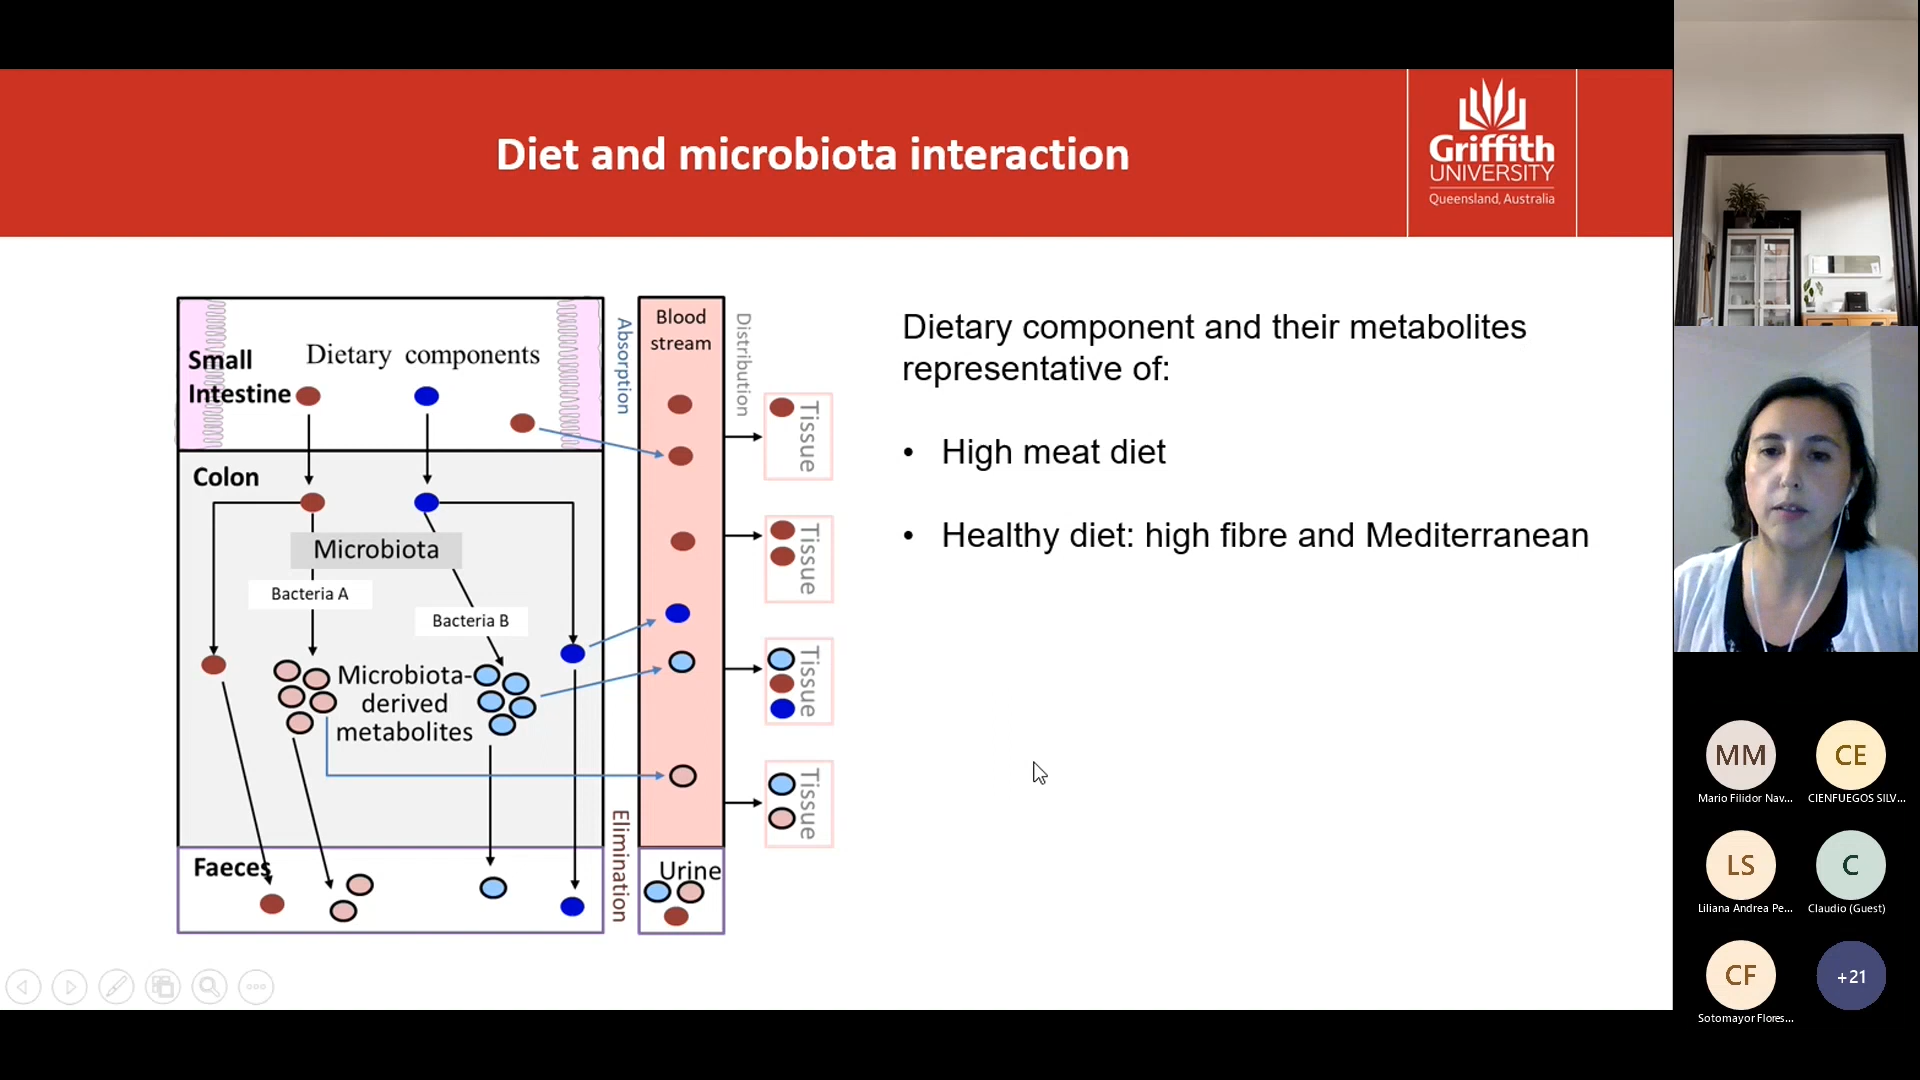 Diet and microbiota interaction
Griffith
UNIVERSITY
Queensland, Australia
Small
Intestine
Dietary components
Colon
Microbiota
Bacteria A
Bacteria B
Microbiota-
derived
metabolites
Faeces
Absorption
Elimination
Blood
stream
Urine
Distribution
Tissue
Tissue
Tissue
Tissue
Dietary component and their metabolites
representative of:
• High meat diet
• Healthy diet: high fibre and Mediterranean
MM
Mario Filidor Nav...
CE
CIENFUEGOS SILV...
LS
Liliana Andrea Pe...
C
Claudio (Guest)
CF
Sotomayor Flores...
+21